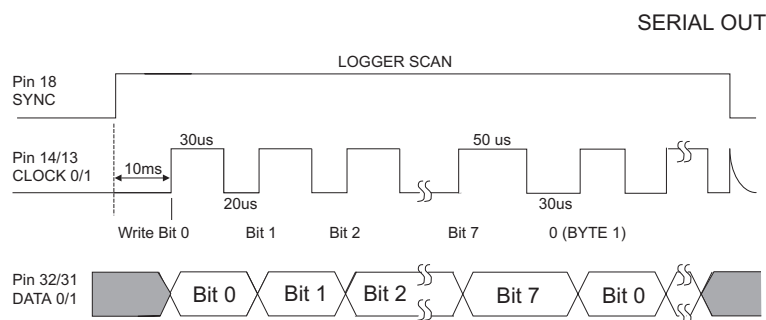 SERIAL OUT
LOGGER SCAN
Pin 18
SYNC
30us
50 us
Pin 14/13
CLOCK 0/1
10ms
20us
30us
Write Bit 0
Bit 1
Bit 2
Bit 7
0 (BYTE 1)
Pin 32/31
DATA 0/1
Bit 0
Bit 1
Bit 2
Bit 7
Bit 0